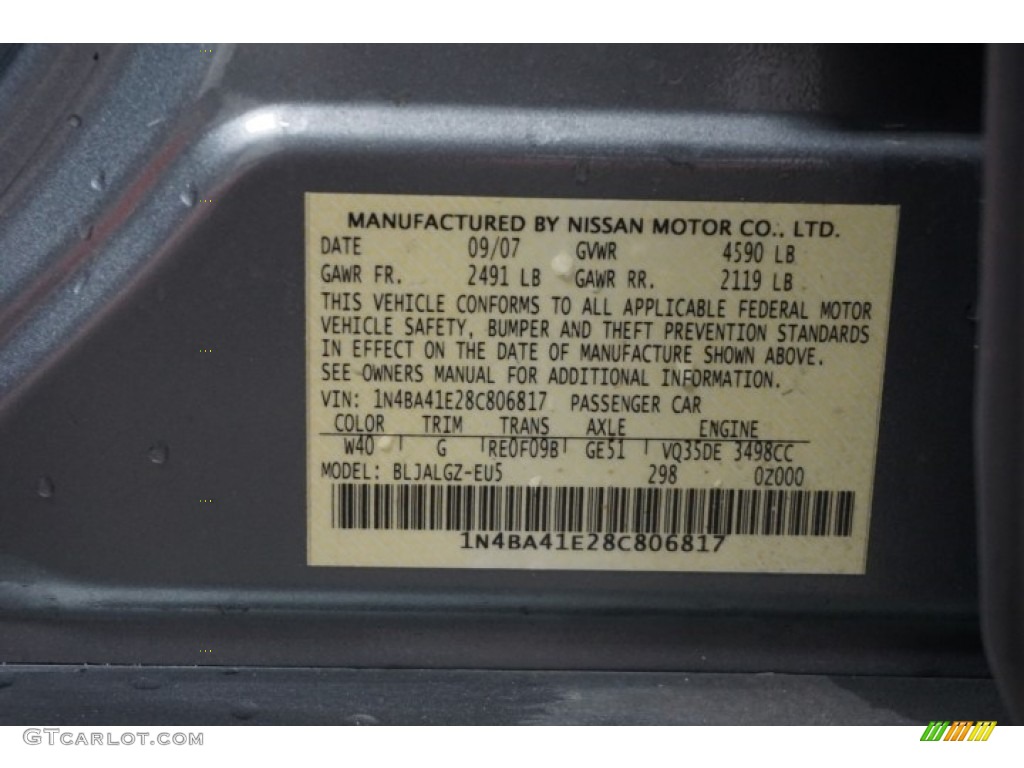 MANUFACTURED BY NISSAN MOTOR CO., LTD.
DATE 09/07 GVWR 4590 LB
GAWR FR. 2491 LB GAWR RR. 2119 LB
THIS VEHICLE CONFORMS TO ALL APPLICABLE FEDERAL MOTOR
VEHICLE SAFETY, BUMPER AND THEFT PREVENTION STANDARDS
IN EFFECT ON THE DATE OF MANUFACTURE SHOWN ABOVE.
SEE OWNERS MANUAL FOR ADDITIONAL INFORMATION.
VIN: 1N4BA41E28C806817 PASSENGER CAR
COLOR TRIM TRANS AXLE ENGINE
W40 G RE0F09B GE51 VQ35DE 3498CC
MODEL: BLJALGZ-EU5 298 0Z000
1N4BA41E28C806817
GTCARLOT.COM